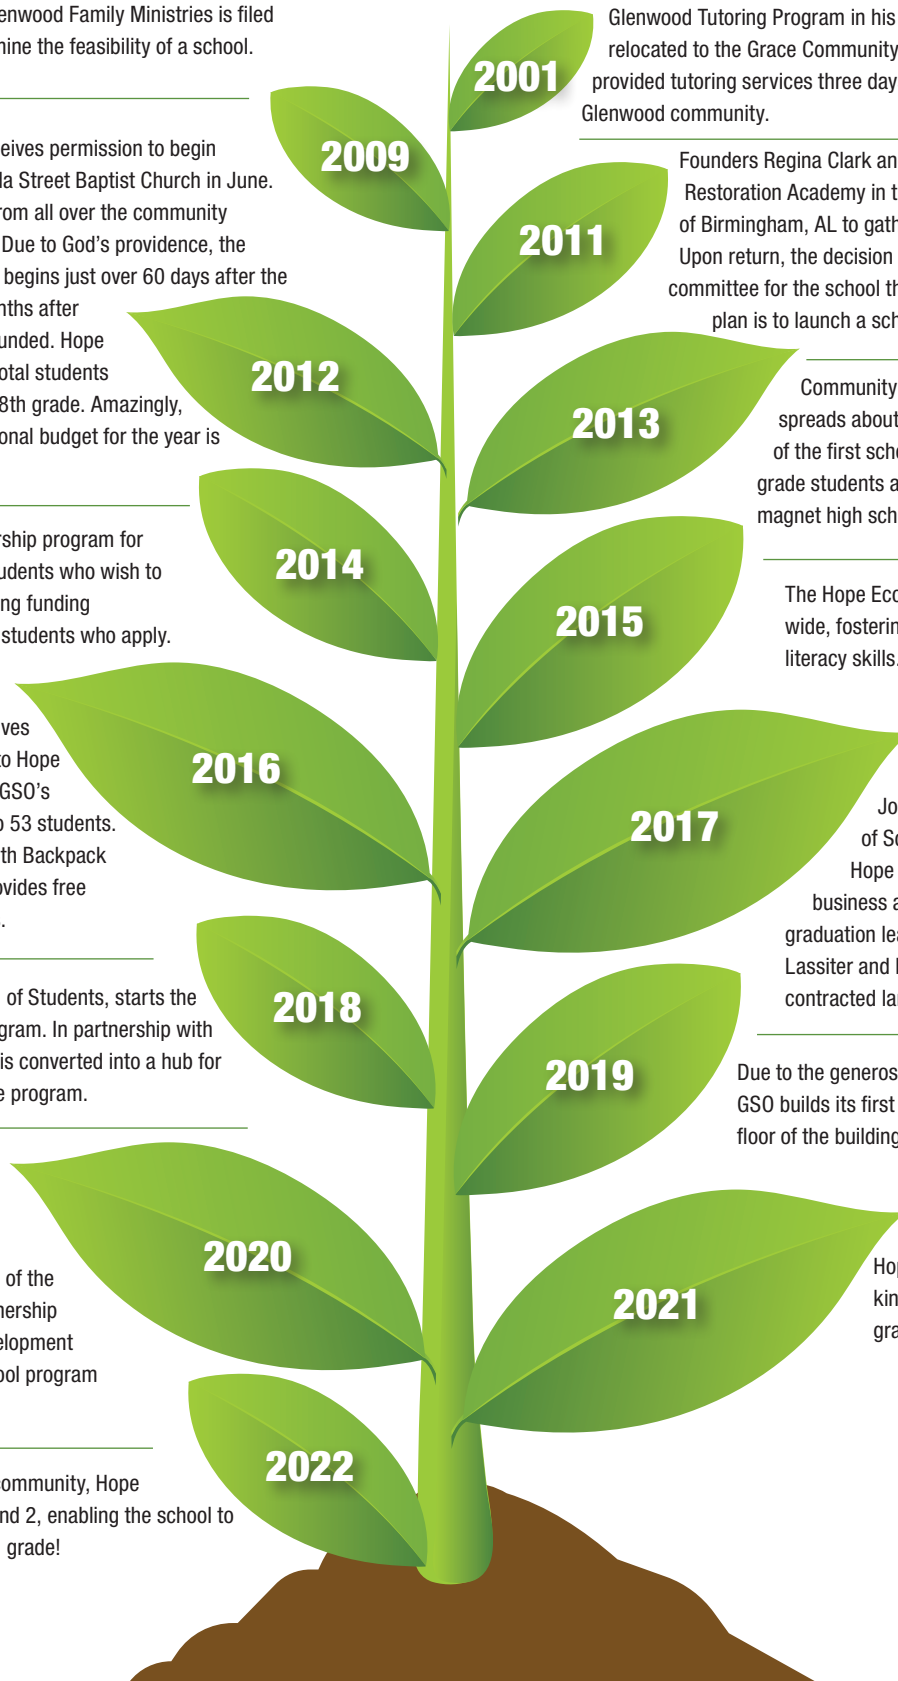 Glenwood Tutoring Program in his
relocated to the Grace Community
provided tutoring services three day
Glenwood community.
2001
enwood Family Ministries is filed
mine the feasibility of a school.
2009
Founders Regina Clark an
Restoration Academy in t
of Birmingham, AL to gath
Upon return, the decision
committee for the school th
plan is to launch a sch
2011
eives permission to begin
la Street Baptist Church in June.
rom all over the community
Due to God's providence, the
begins just over 60 days after the
nths after
unded. Hope
otal students
8th grade. Amazingly,
onal budget for the year is
2012
Community
spreads about
of the first scho
grade students a
magnet high sch
2013
rship program for
udents who wish to
ng funding
students who apply.
2014
The Hope Eco
wide, fosterin
literacy skills.
2015
ves
to Hope
GSO's
o 53 students.
th Backpack
ovides free
.
2016
Jo
of So
Hope
business a
graduation lea
Lassiter and
contracted la
2017
of Students, starts the
gram. In partnership with
is converted into a hub for
e program.
2018
Due to the generos
GSO builds its first
floor of the building
2019
of the
nership
elopment
ool program
2020
Hop
kin
gra
2021
community, Hope
nd 2, enabling the school to
grade!
2022